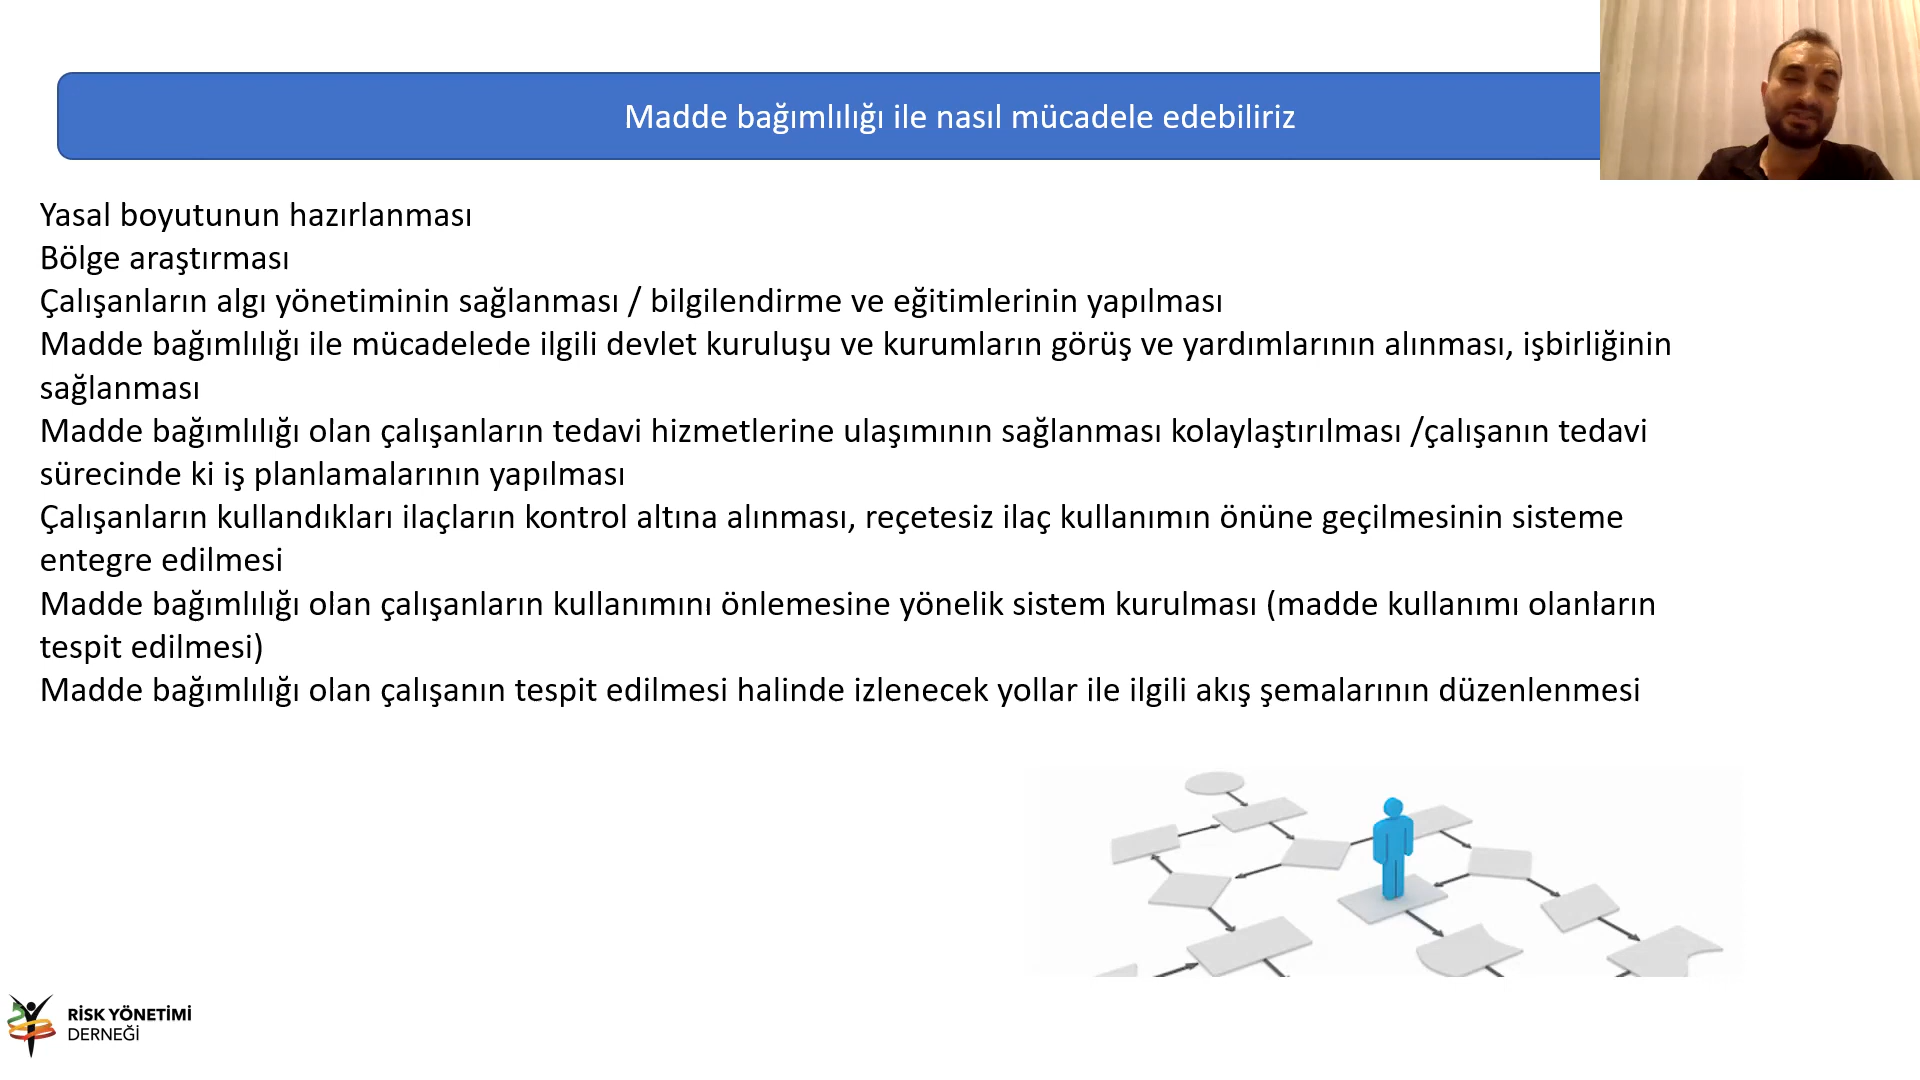 Madde bağımlılığı ile nasıl mücadele edebiliriz
Yasal boyutunun hazırlanması
Bölge araştırması
Çalışanların algı yönetiminin sağlanması / bilgilendirme ve eğitimlerinin yapılması
Madde bağımlılığı ile mücadelede ilgili devlet kuruluşu ve kurumların görüş ve yardımlarının alınması, işbirliğinin
sağlanması
Madde bağımlılığı olan çalışanların tedavi hizmetlerine ulaşımının sağlanması kolaylaştırılması /çalışanın tedavi
sürecinde ki iş planlamalarının yapılması
Çalışanların kullandıkları ilaçların kontrol altına alınması, reçetesiz ilaç kullanımın önüne geçilmesinin sisteme
entegre edilmesi
Madde bağımlılığı olan çalışanların kullanımını önlemesine yönelik sistem kurulması (madde kullanımı olanların
tespit edilmesi)
Madde bağımlılığı olan çalışanın tespit edilmesi halinde izlenecek yollar ile ilgili akış şemalarının düzenlenmesi
RİSK YÖNETİMİ
DERNEĞİ